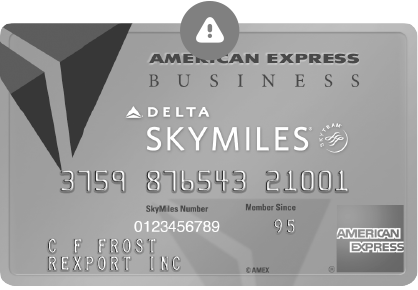 AMERICAN EXPRESS
BUSINESS
DELTA
SKYMILES®
SKYTEAM
3759 876543 21001
SkyMiles Number Member Since
0123456789 95
AMERICAN
EXPRESS
C F FROST
REXPORT INC
© AMEX ®